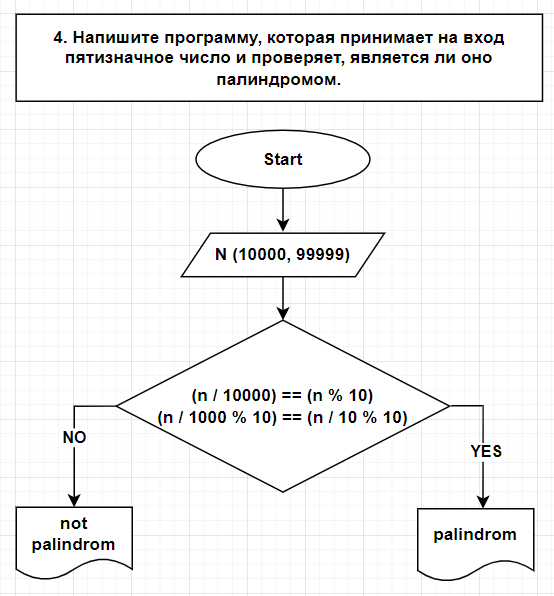 4. Напишите программу, которая принимает на вход
пятизначное число и проверяет, является ли оно
палиндромом.
Start
N (10000, 99999)
(n / 10000) == (n % 10)
(n / 1000 % 10) == (n / 10 % 10)
NO
YES
not
palindrom
palindrom